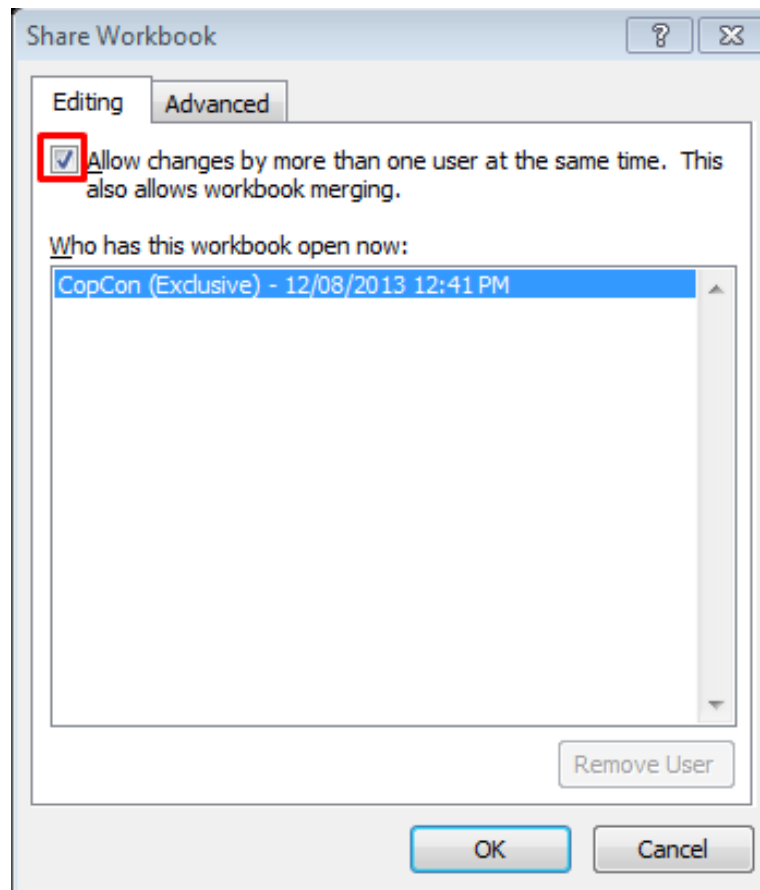 Share Workbook
Editing Advanced
Allow changes by more than one user at the same time. This
also allows workbook merging.
Who has this workbook open now:
CopCon (Exclusive) - 12/08/2013 12:41 PM
Remove User
OK Cancel